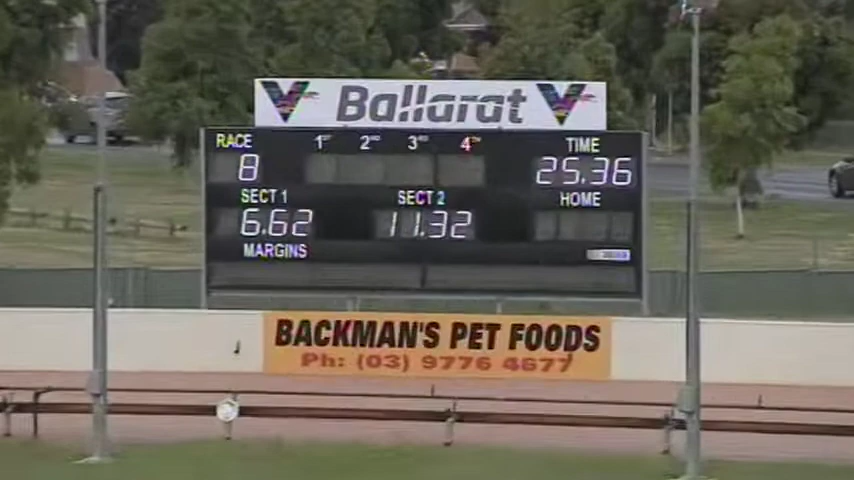 Ballarat
RACE 1ST 2ND 3RD 4TH TIME
8 25.36
SECT 1 SECT 2 HOME
6.62 11.32
MARGINS
BACKMAN'S PET FOODS
Ph: (03) 9776 4677